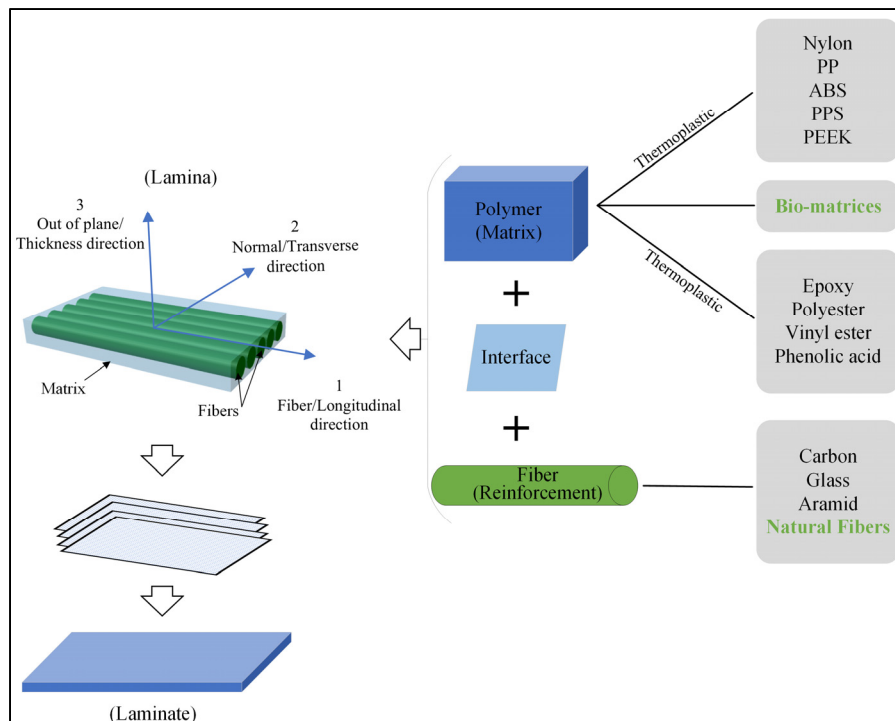 (Lamina)
3
Out of plane/
Thickness direction
2
Normal/Transverse
direction
Matrix
Fibers
1
Fiber/Longitudinal
direction
(Laminate)
Polymer
(Matrix)
+
Interface
+
Fiber
(Reinforcement)
Thermoplastic
Nylon
PP
ABS
PPS
PEEK
Bio-matrices
Thermoplastic
Epoxy
Polyester
Vinyl ester
Phenolic acid
Carbon
Glass
Aramid
Natural Fibers